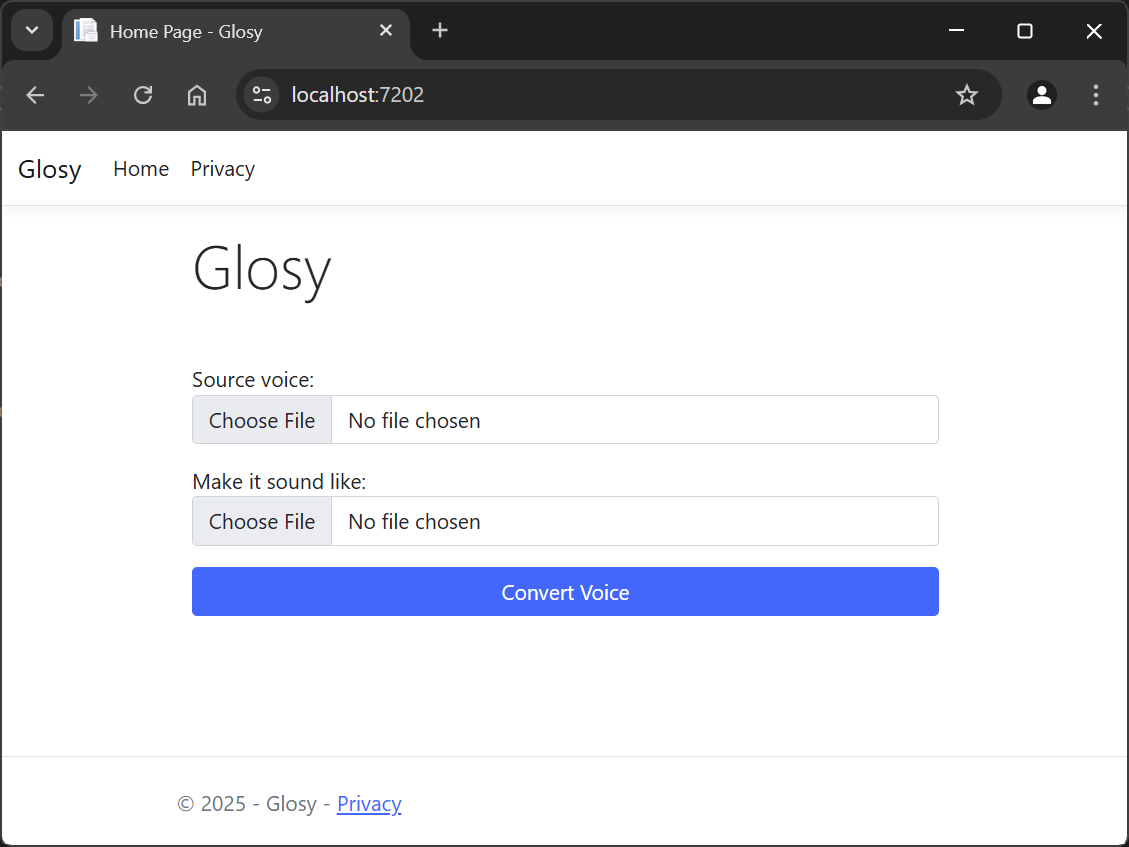 Home Page - Glosy
localhost:7202
Glosy Home Privacy
Glosy
Source voice:
Choose File No file chosen
Make it sound like:
Choose File No file chosen
Convert Voice
© 2025 - Glosy - Privacy